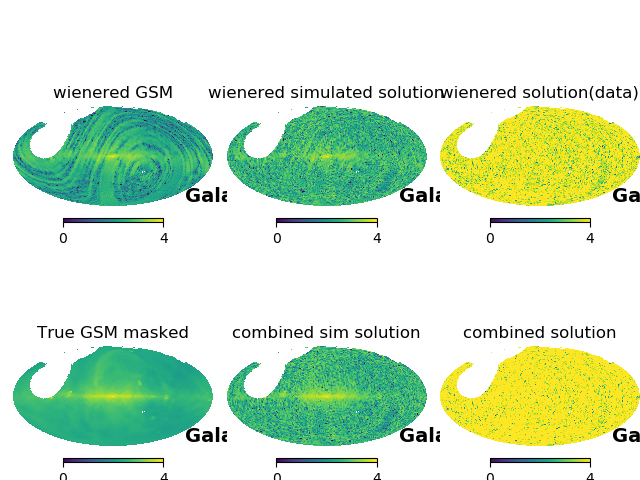 wienered GSM
wienered simulated solution
wienered solution(data)
Gala
Gala
Ga
0 4
0 4
0 4
True GSM masked
combined sim solution
combined solution
Gala
Gala
Ga
0 4
0 4
0 4